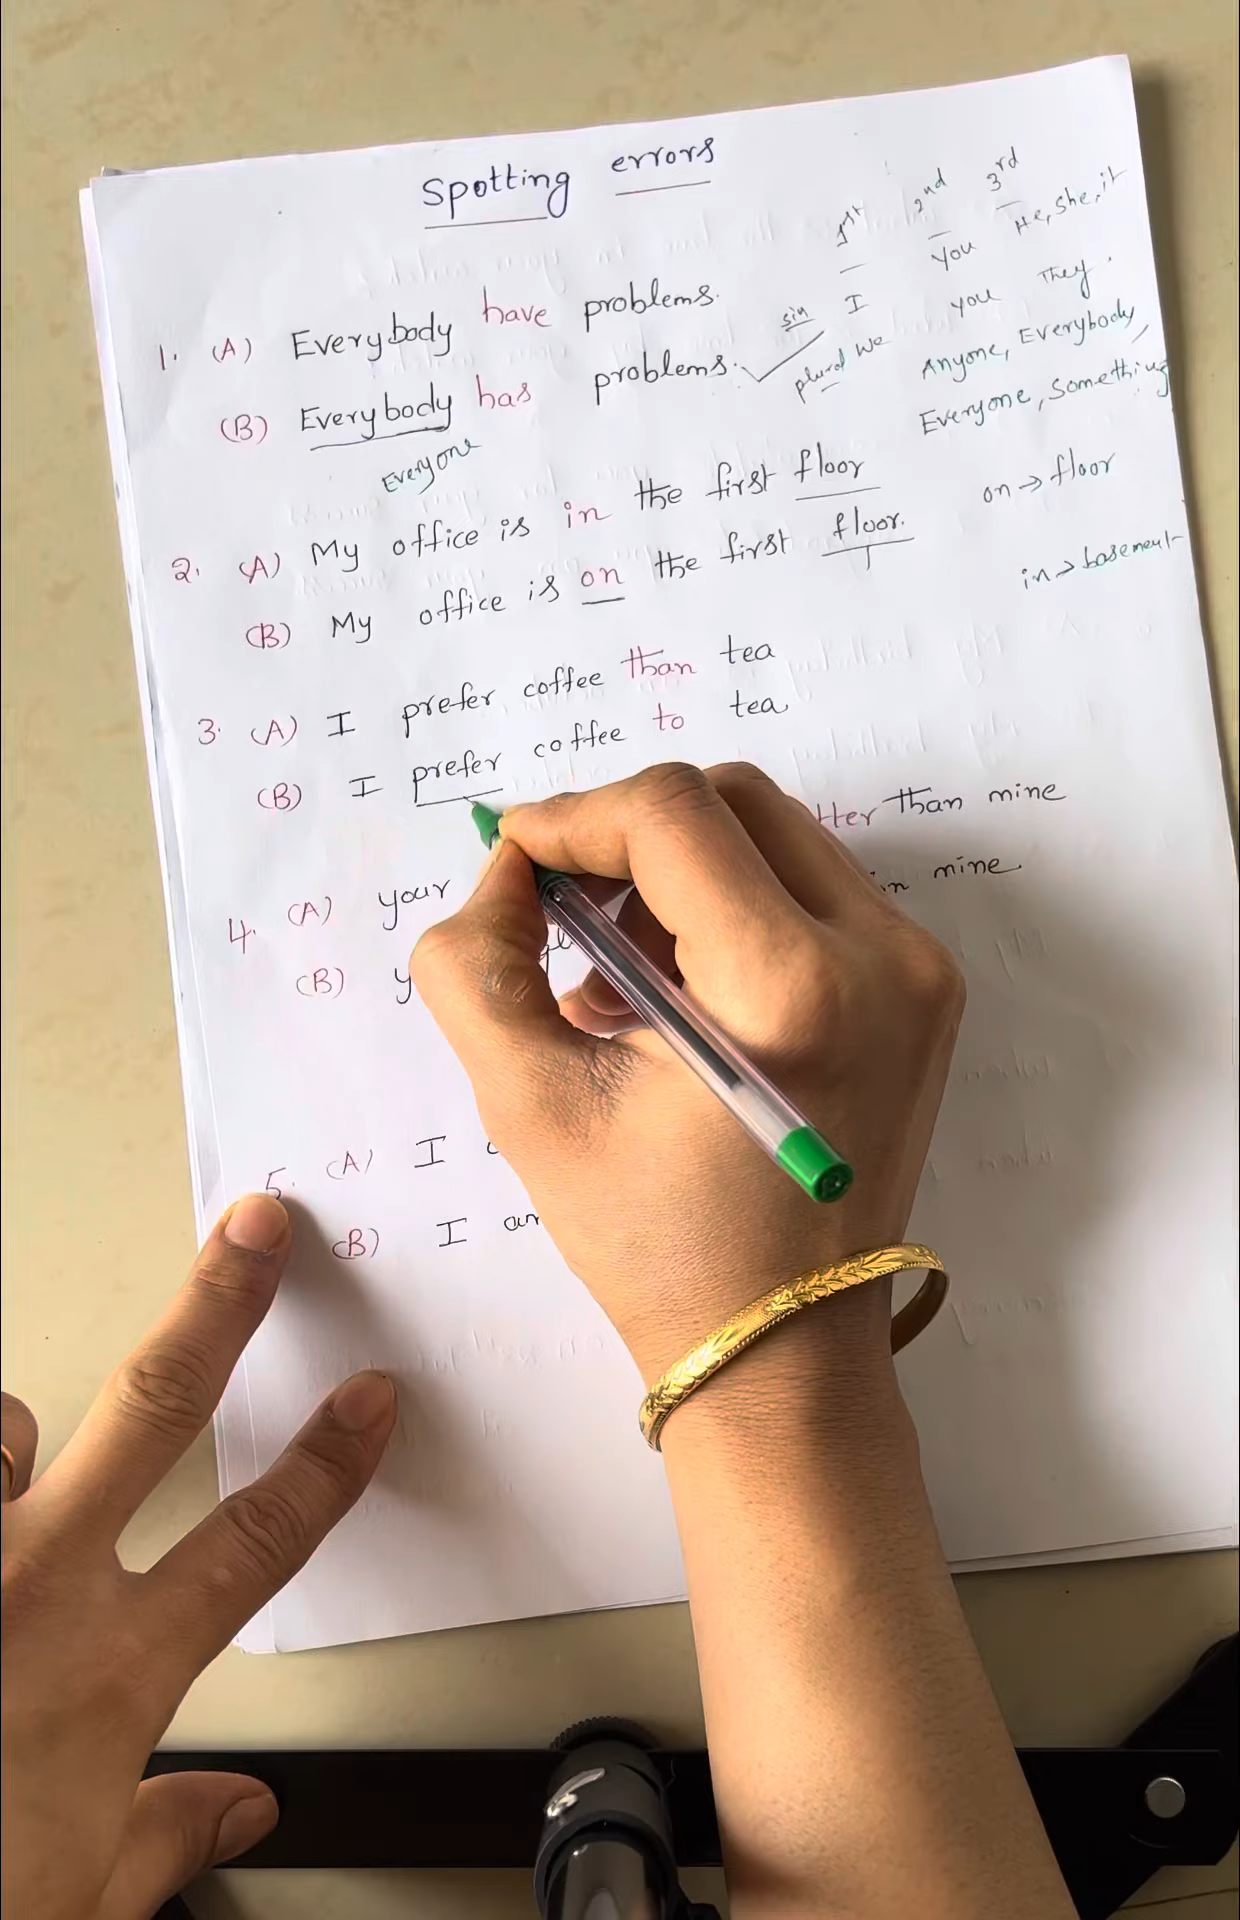 Spotting errors
1st 2nd 3rd
sin I You He, she, it
plural we you They.
1. (A) Everybody have problems.
(B) Everybody has problems.
Everyone
Anyone, Everybody,
Everyone, Something
2. (A) My office is in the first floor
(B) My office is on the first floor.
on → floor
in → basement
3. (A) I prefer coffee than tea
(B) I prefer coffee to tea
4. (A) your tter than mine
(B) mine
5. (A) I
(B) I